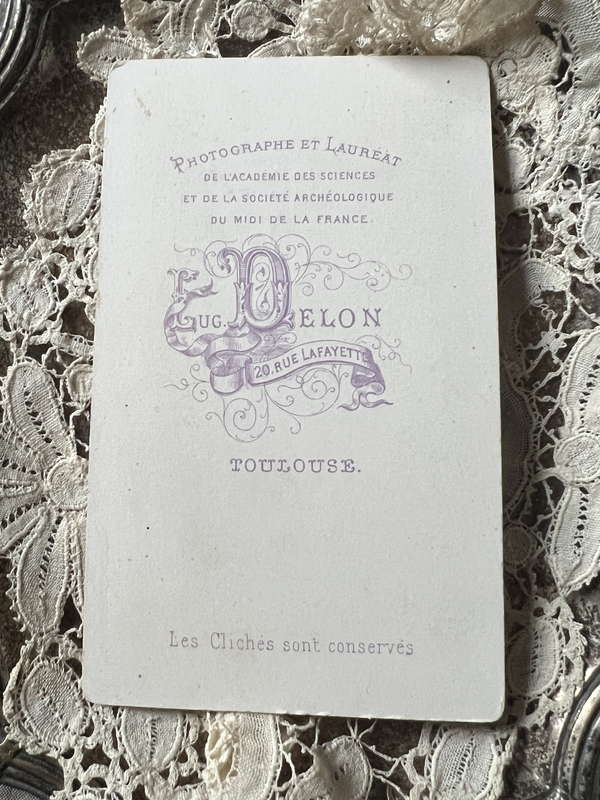 PHOTOGRAPHE ET LAURÉAT
DE L'ACADÉMIE DES SCIENCES
ET DE LA SOCIÉTÉ ARCHÉOLOGIQUE
DU MIDI DE LA FRANCE.
EUG. DELON
20, RUE LAFAYETTE
TOULOUSE.
Les Clichés sont conservés